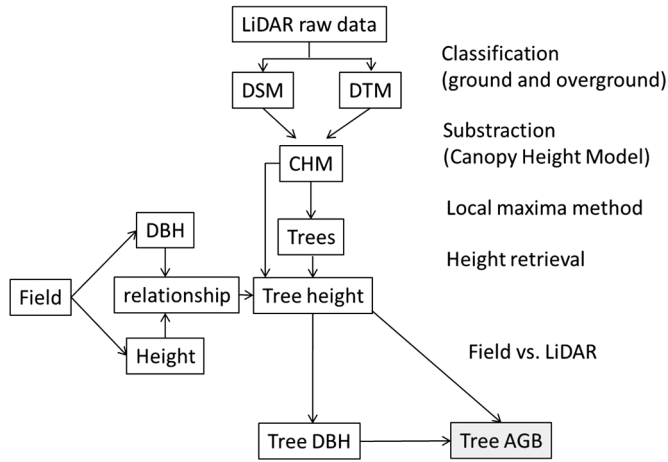 LiDAR raw data
Classification
(ground and overground)
DSM
DTM
Substraction
(Canopy Height Model)
CHM
Local maxima method
DBH
Trees
Height retrieval
Field
relationship
Tree height
Height
Field vs. LiDAR
Tree DBH
Tree AGB